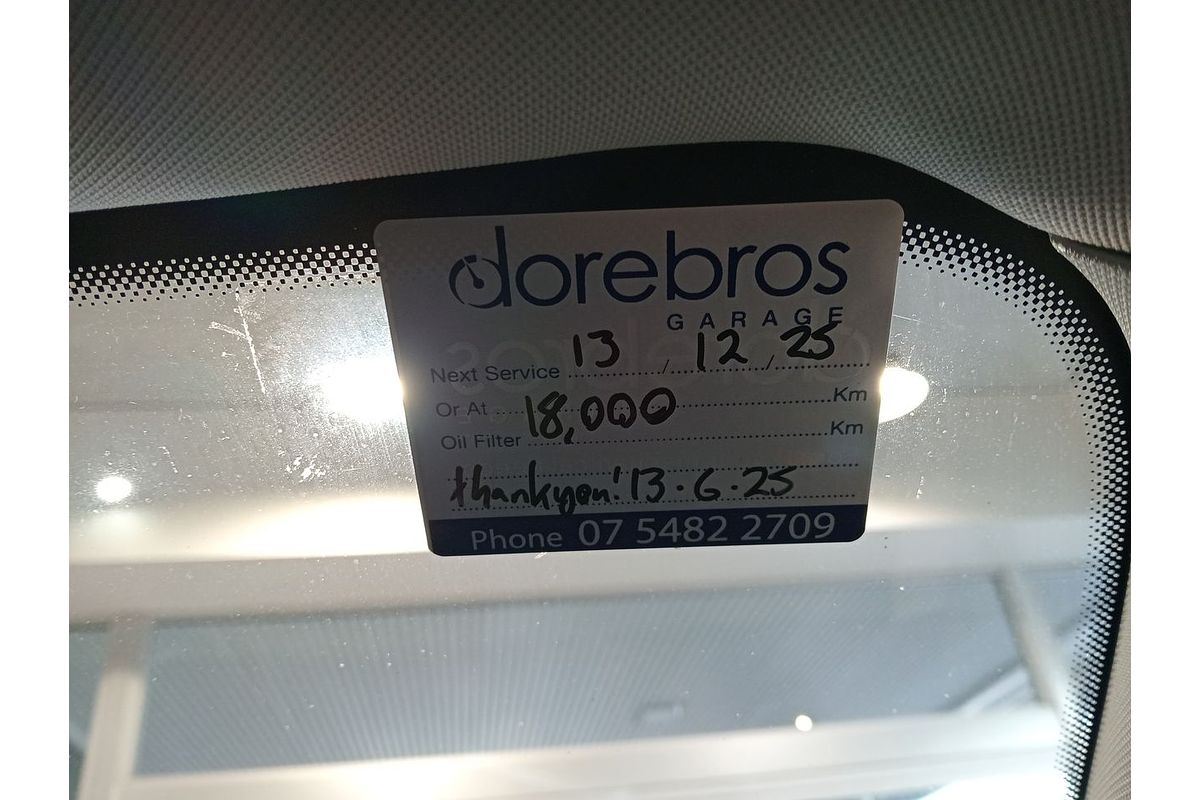 dorebros
GARAGE
Next Service 13 / 12 / 25
Or At 18,000 Km
Oil Filter Km
thankyou! 13.6.25
Phone 07 5482 2709